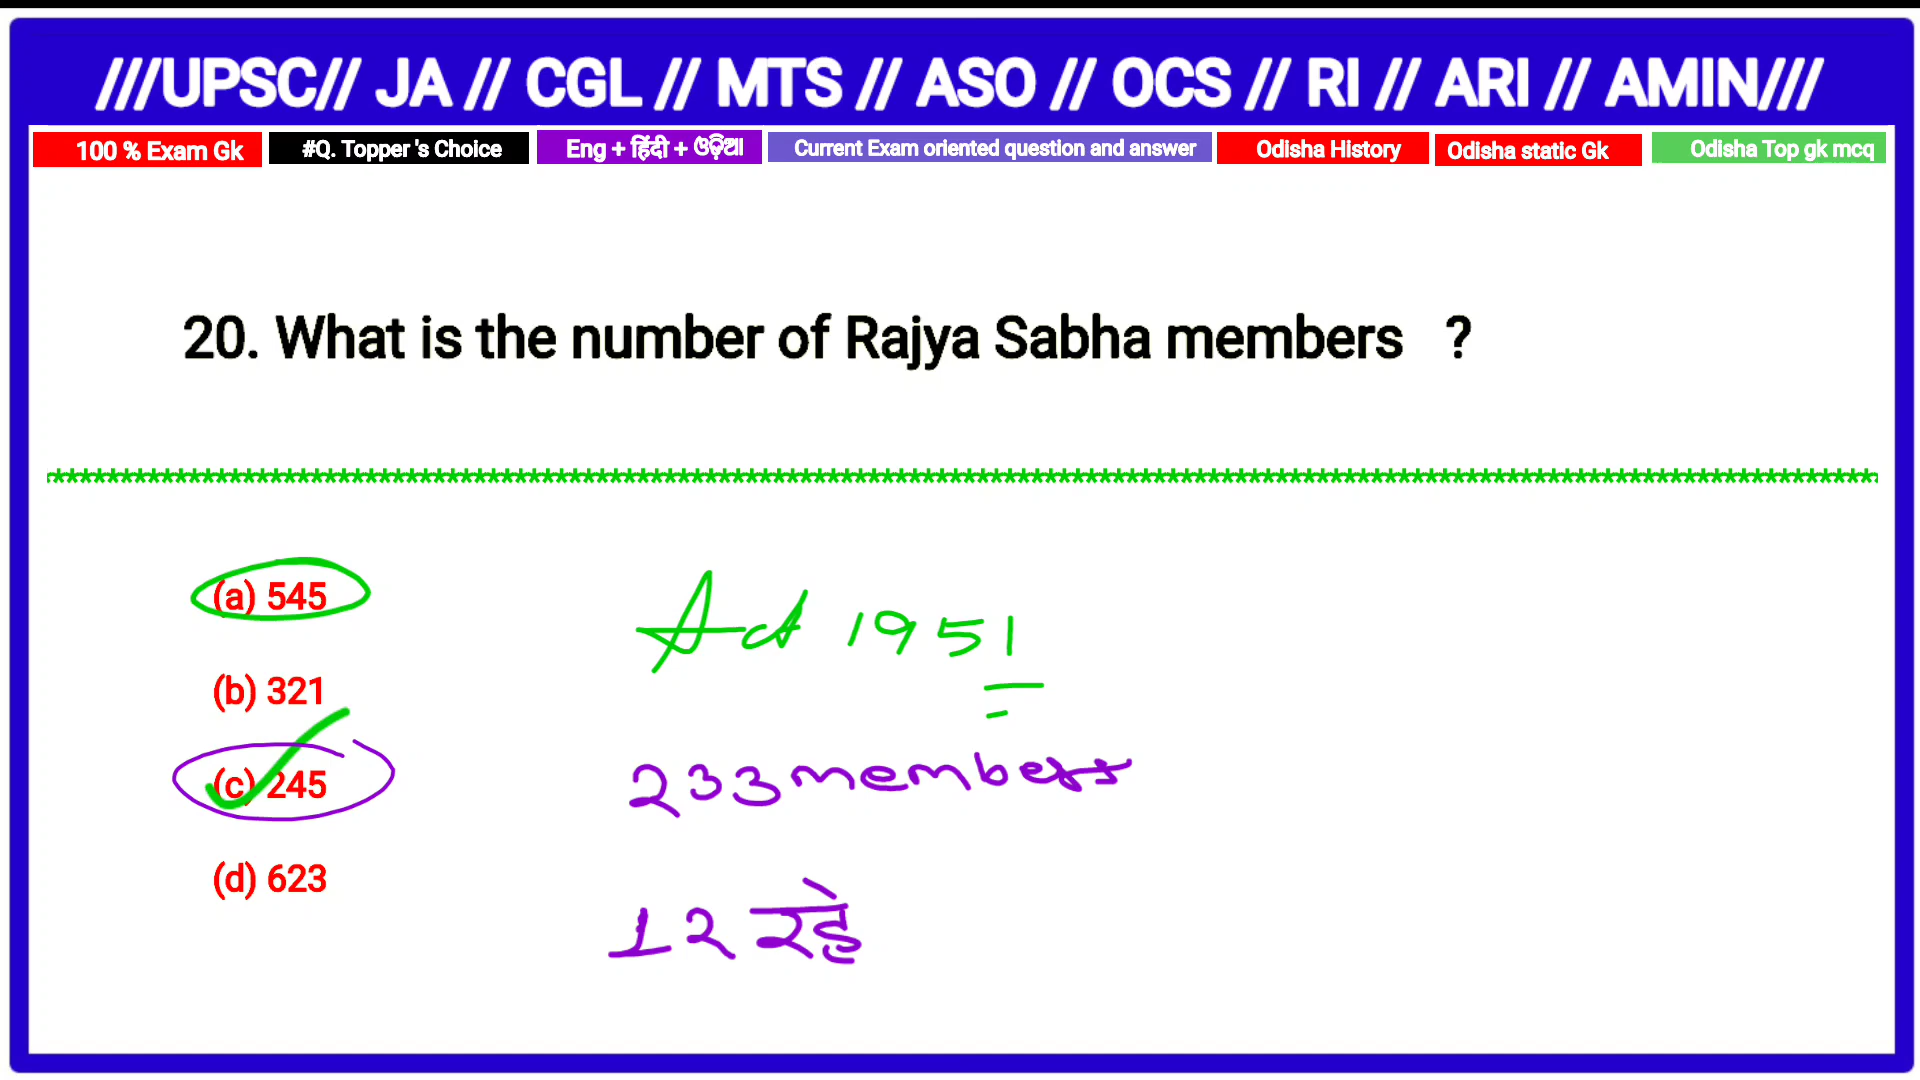 ///UPSC// JA // CGL // MTS // ASO // OCS // RI // ARI // AMIN///
100 % Exam Gk #Q. Topper 's Choice Eng + हिंदी + ଓଡ଼ିଆ Current Exam oriented question and answer Odisha History Odisha static Gk Odisha Top gk mcq
20. What is the number of Rajya Sabha members ?
(a) 545
Act 1951
(b) 321
(c) 245
233 members
(d) 623
12 रहे